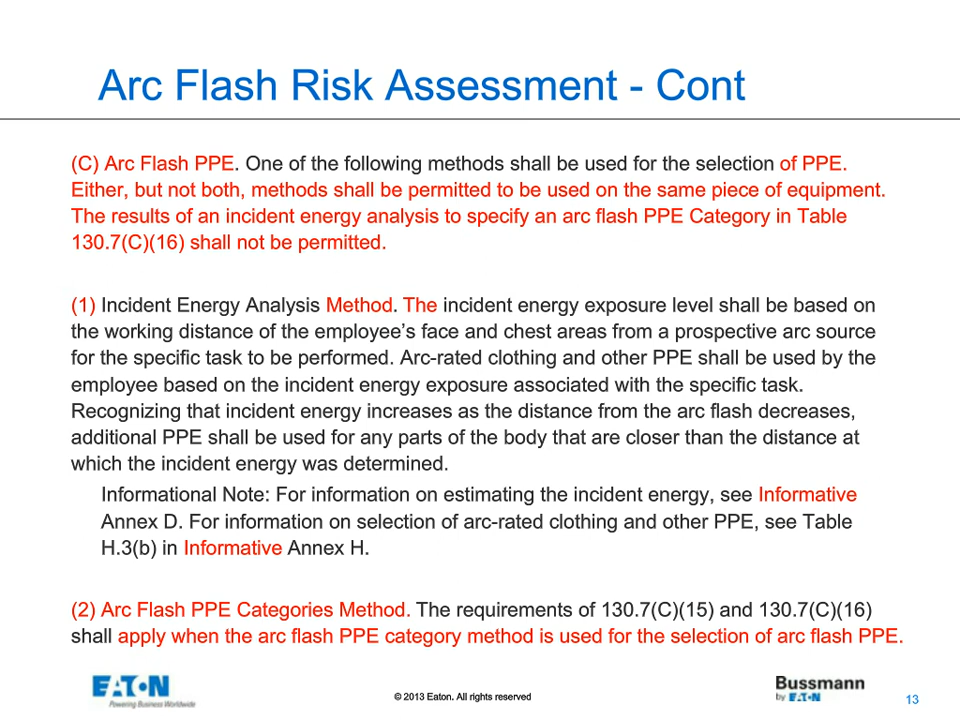 Arc Flash Risk Assessment - Cont
(C) Arc Flash PPE. One of the following methods shall be used for the selection of PPE.
Either, but not both, methods shall be permitted to be used on the same piece of equipment.
The results of an incident energy analysis to specify an arc flash PPE Category in Table
130.7(C)(16) shall not be permitted.
(1) Incident Energy Analysis Method. The incident energy exposure level shall be based on
the working distance of the employee’s face and chest areas from a prospective arc source
for the specific task to be performed. Arc-rated clothing and other PPE shall be used by the
employee based on the incident energy exposure associated with the specific task.
Recognizing that incident energy increases as the distance from the arc flash decreases,
additional PPE shall be used for any parts of the body that are closer than the distance at
which the incident energy was determined.
Informational Note: For information on estimating the incident energy, see Informative
Annex D. For information on selection of arc-rated clothing and other PPE, see Table
H.3(b) in Informative Annex H.
(2) Arc Flash PPE Categories Method. The requirements of 130.7(C)(15) and 130.7(C)(16)
shall apply when the arc flash PPE category method is used for the selection of arc flash PPE.
EATON
Powering Business Worldwide
© 2013 Eaton. All rights reserved
Bussmann
by EATON
13